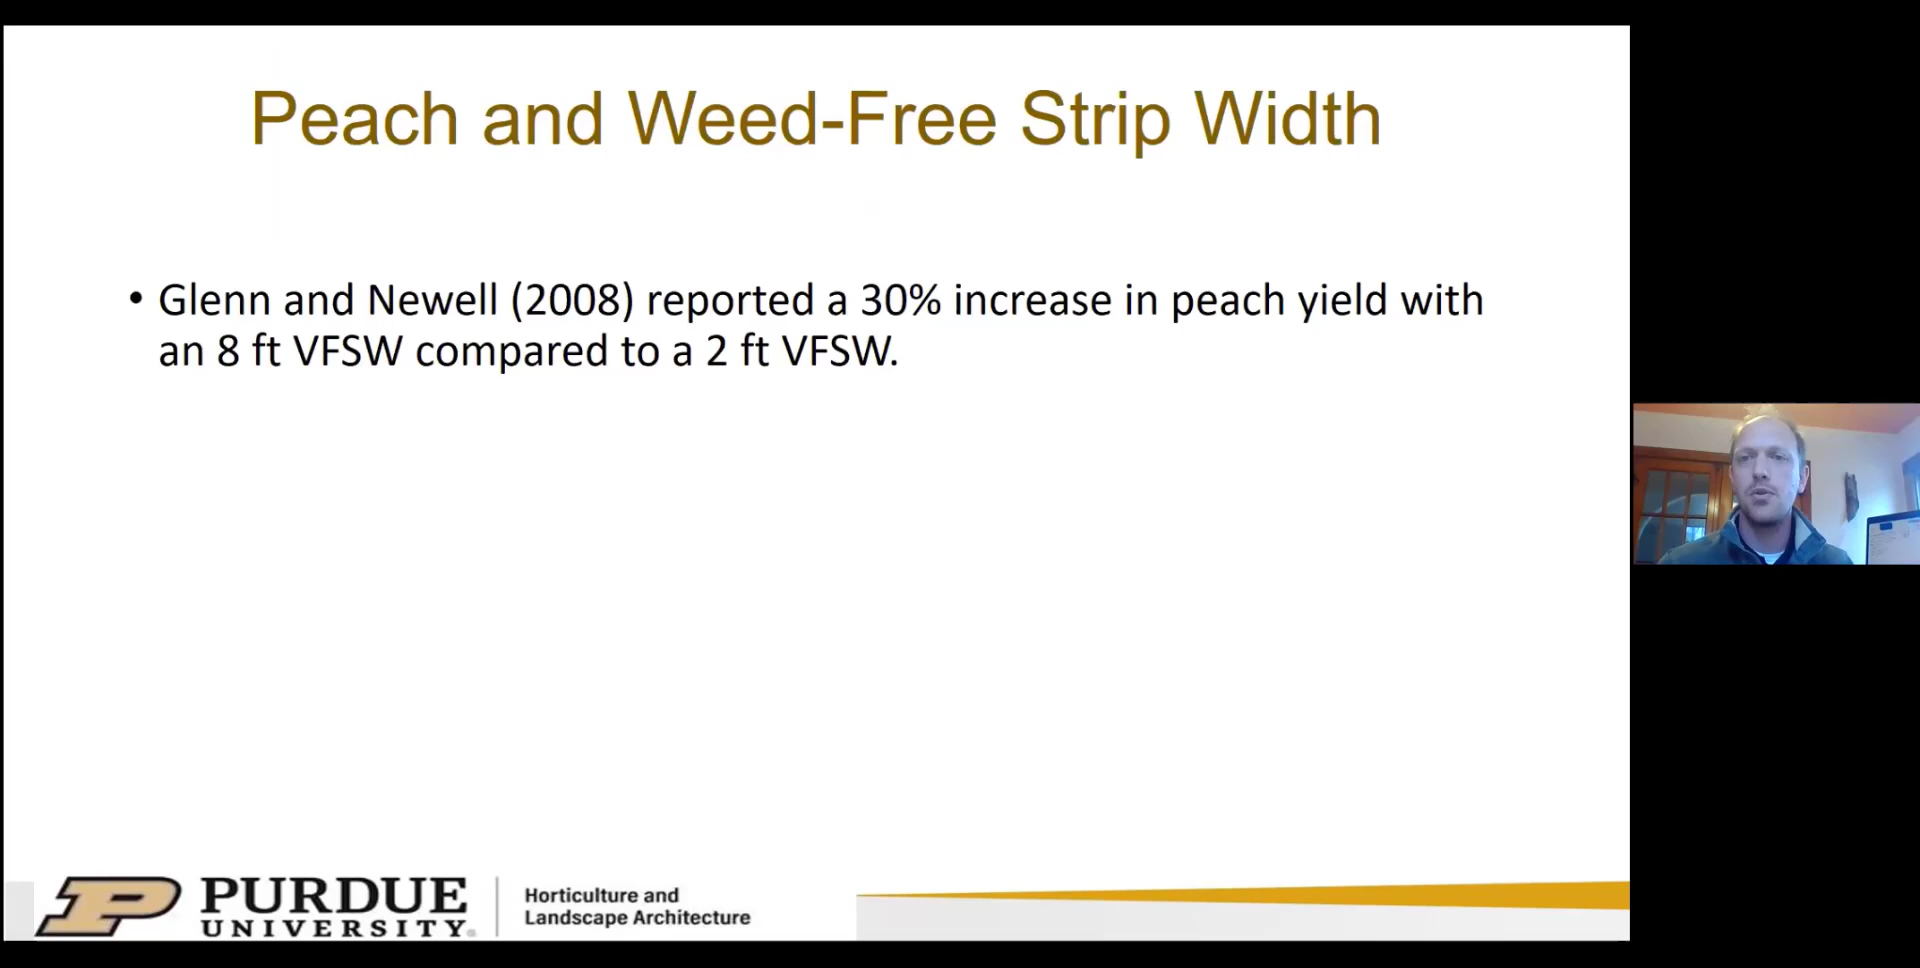 Peach and Weed-Free Strip Width
• Glenn and Newell (2008) reported a 30% increase in peach yield with
an 8 ft VFSW compared to a 2 ft VFSW.
PURDUE
UNIVERSITY
Horticulture and
Landscape Architecture